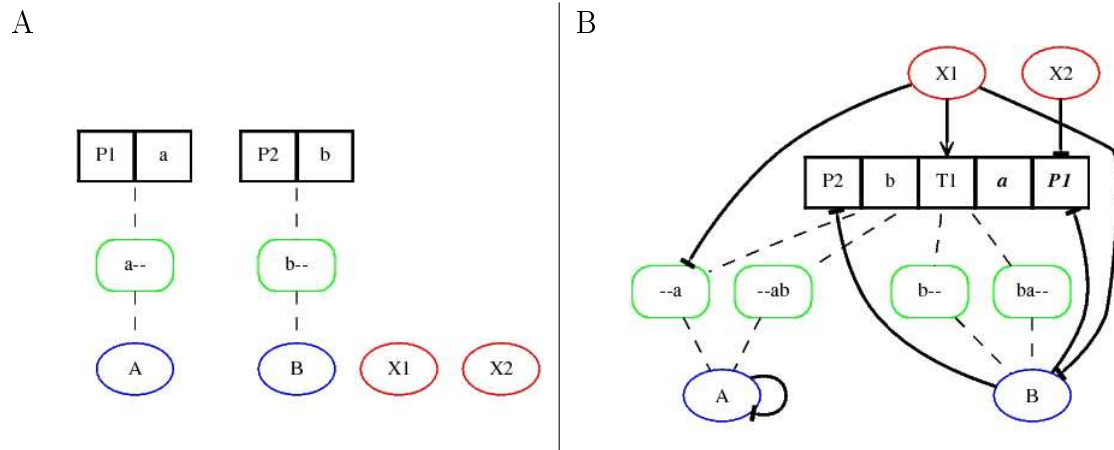 A
P1 a
P2 b
a--
b--
A
B
X1
X2
B
X1
X2
P2 b T1 a P1
--a
--ab
b--
ba--
A
B